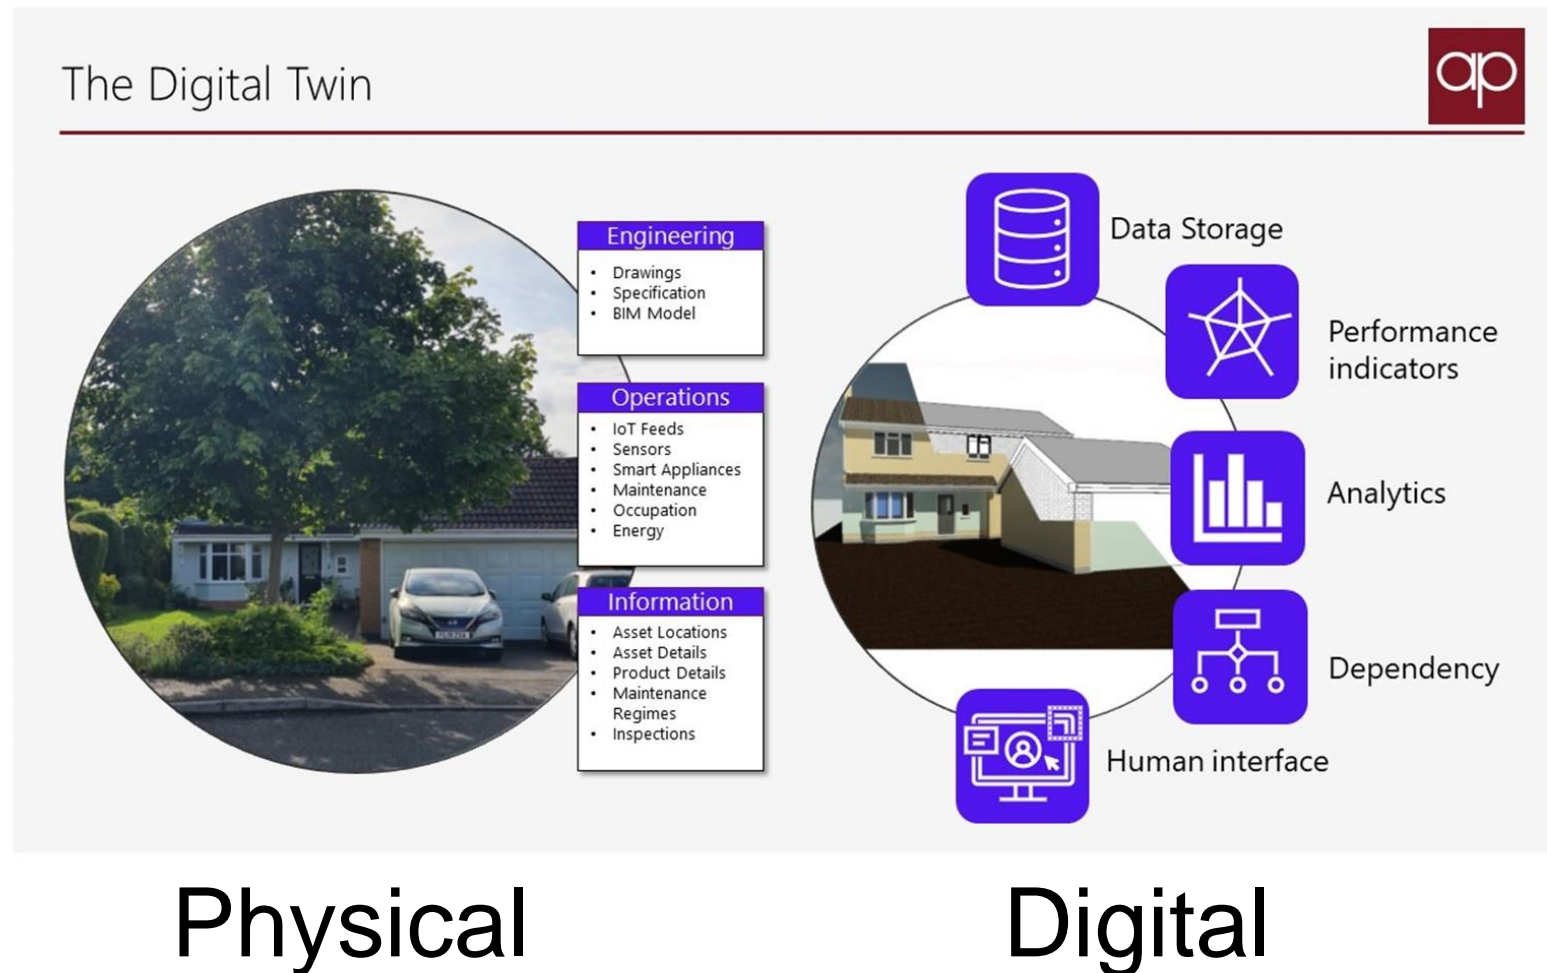 The Digital Twin
ap
Engineering
• Drawings
• Specification
• BIM Model
Operations
• IoT Feeds
• Sensors
• Smart Appliances
• Maintenance
• Occupation
• Energy
Information
• Asset Locations
• Asset Details
• Product Details
• Maintenance
Regimes
• Inspections
Data Storage
Performance
indicators
Analytics
Dependency
Human interface
Physical
Digital